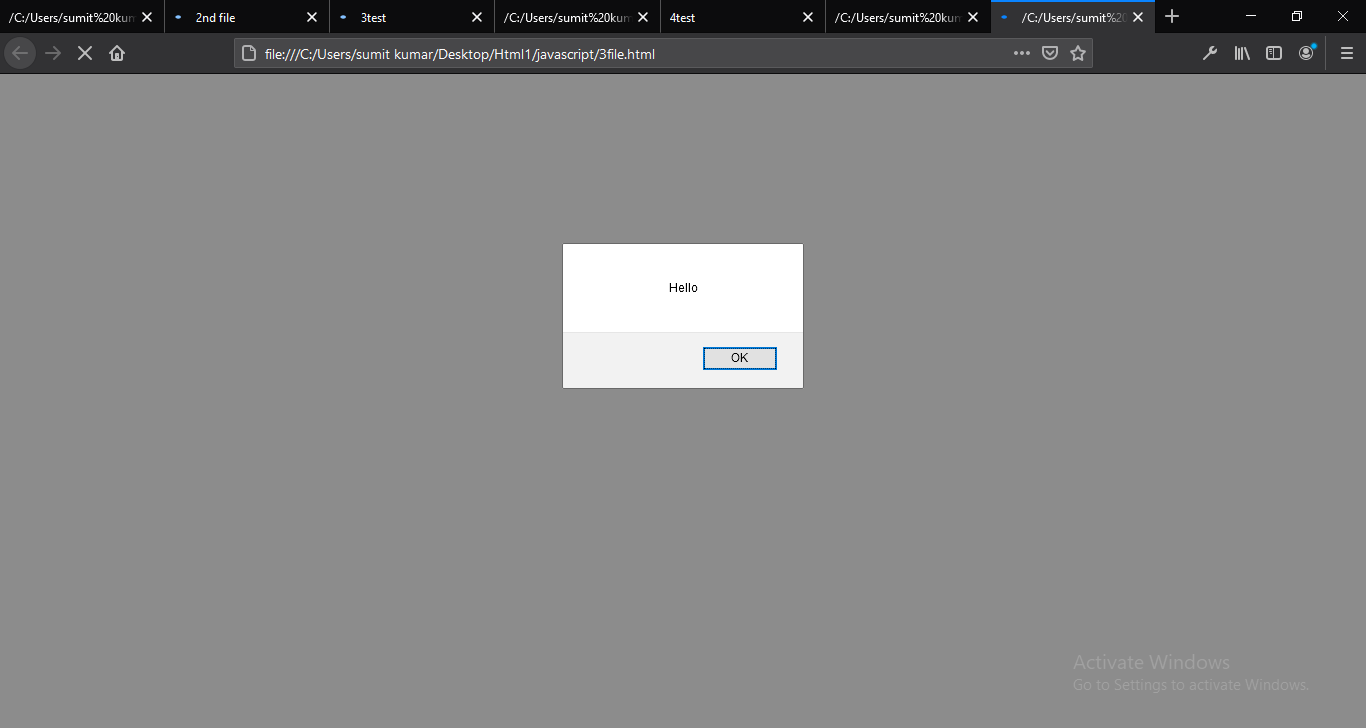 /C:/Users/sumit%20kum
2nd file
3test
/C:/Users/sumit%20kum
4test
/C:/Users/sumit%20kum
/C:/Users/sumit%20
file:///C:/Users/sumit kumar/Desktop/Html1/javascript/3file.html
Hello
OK
Activate Windows
Go to Settings to activate Windows.